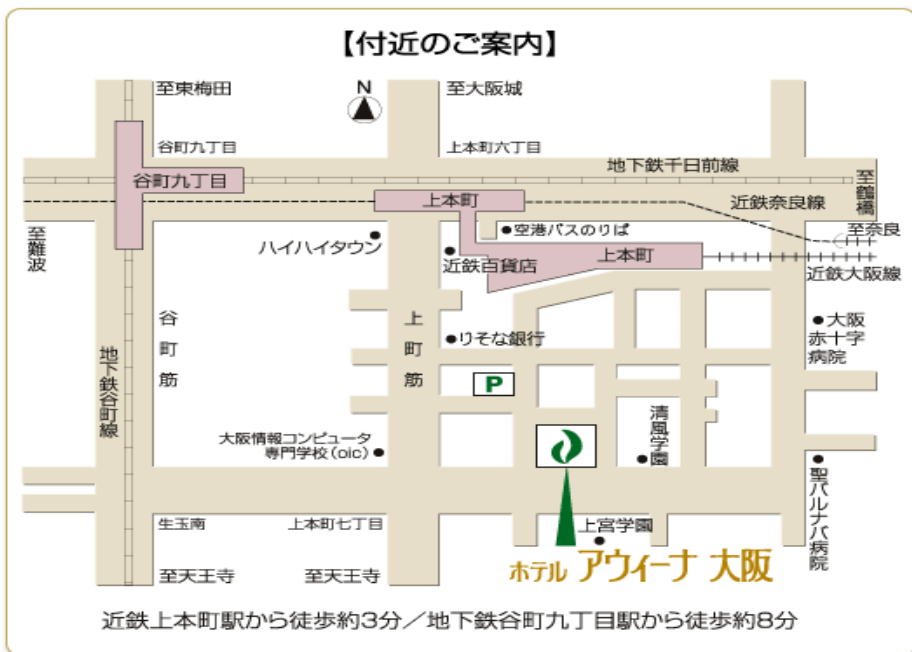 【付近のご案内】
至東梅田
N
至大阪城
谷町九丁目
上本町六丁目
地下鉄千日前線
至鶴橋
谷町九丁目
上本町
近鉄奈良線
至難波
ハイハイタウン
空港バスのりば
至奈良
近鉄百貨店
上本町
近鉄大阪線
谷町筋
上町筋
りそな銀行
大阪
赤十字
病院
地下鉄谷町線
P
清風学園
大阪情報コンピュータ
専門学校(oic)
聖バルナバ病院
生玉南
上本町七丁目
上宮学園
至天王寺
至天王寺
ホテル アウィーナ 大阪
近鉄上本町駅から徒歩約3分／地下鉄谷町九丁目駅から徒歩約8分